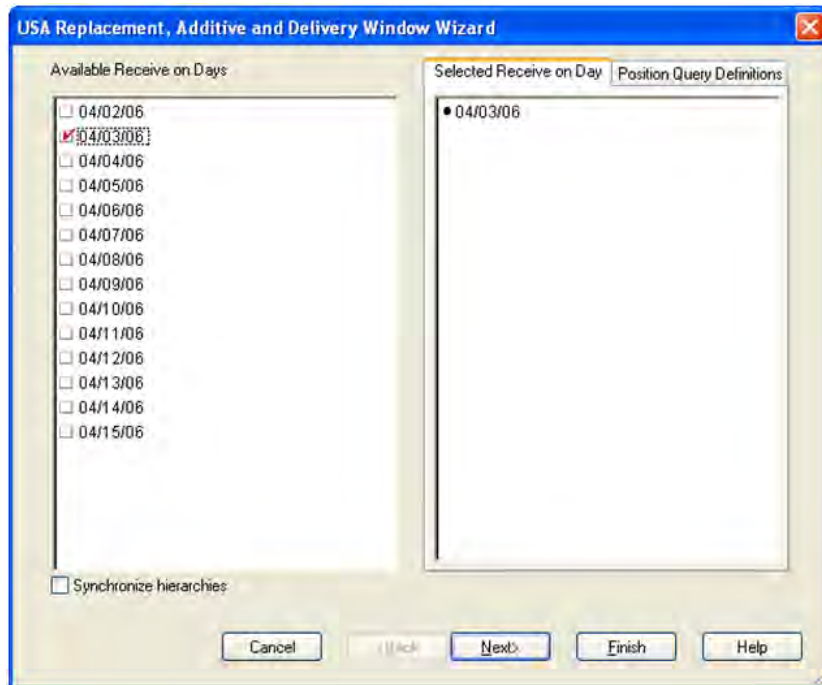 USA Replacement, Additive and Delivery Window Wizard
Available Receive on Days
Selected Receive on Day
Position Query Definitions
04/02/06
04/03/06
04/04/06
04/05/06
04/06/06
04/07/06
04/08/06
04/09/06
04/10/06
04/11/06
04/12/06
04/13/06
04/14/06
04/15/06
04/03/06
Synchronize hierarchies
Cancel
<Back
Next>
Finish
Help